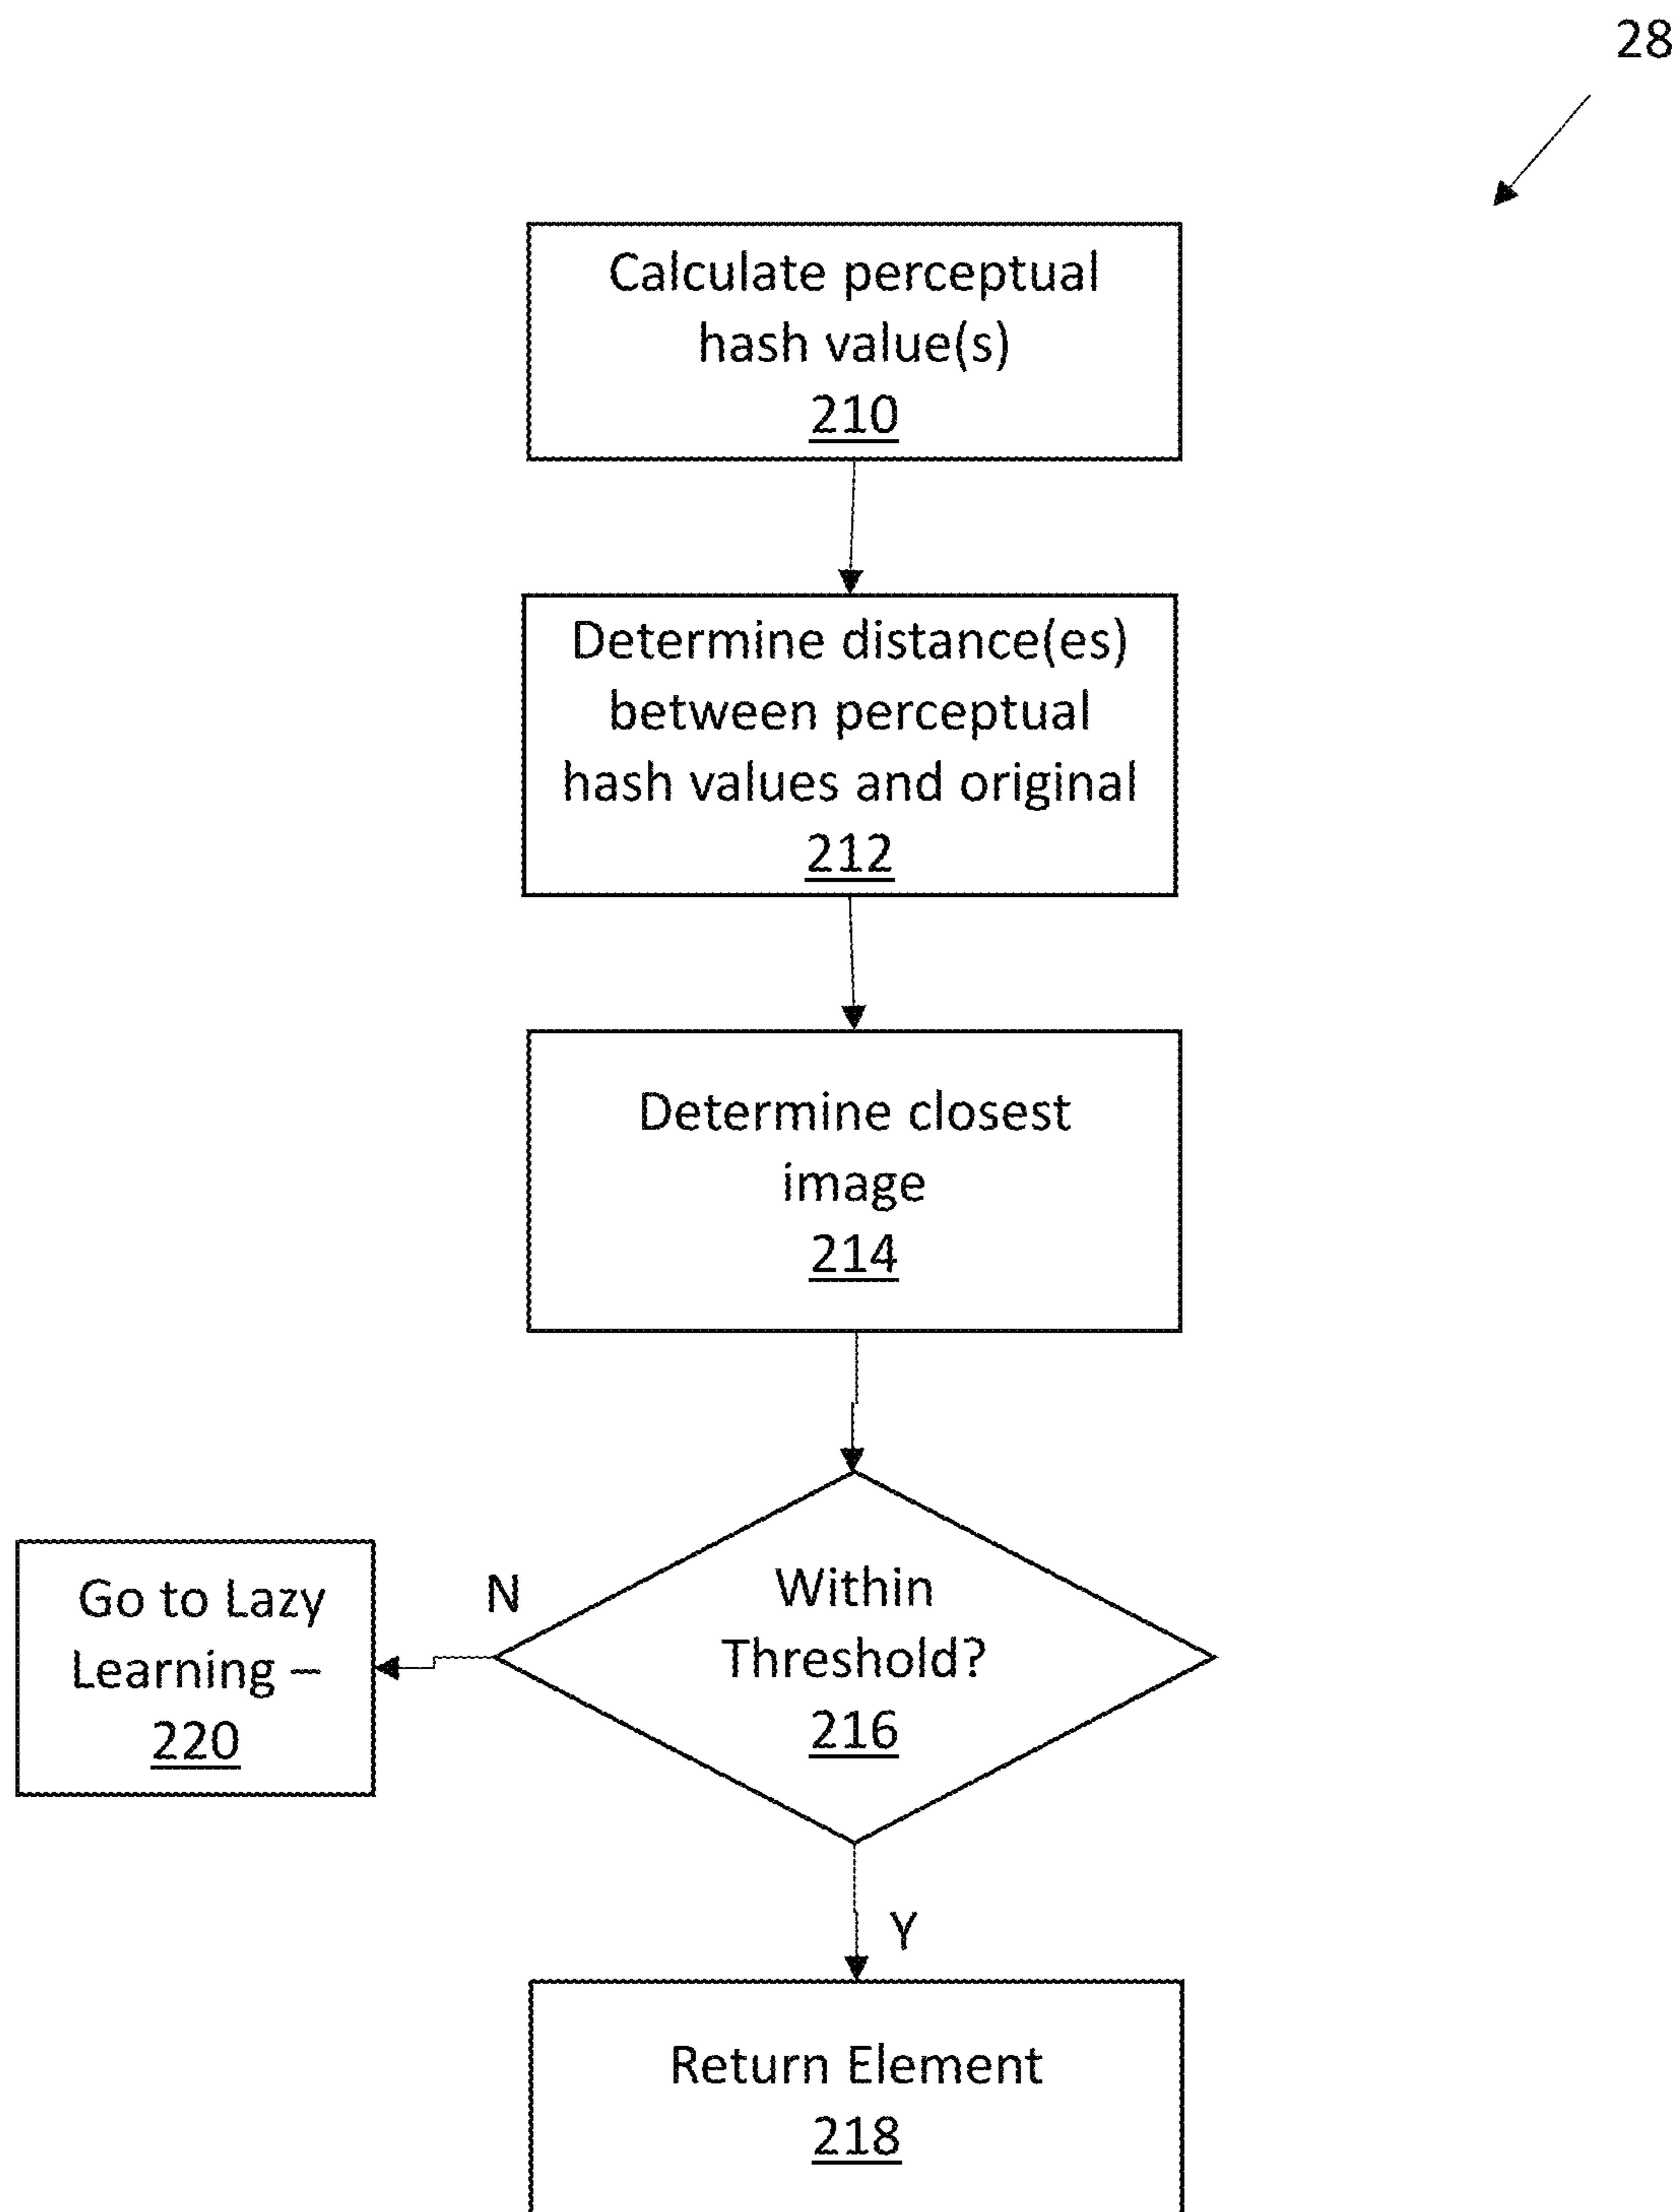 28
Calculate perceptual
hash value(s)
210
Determine distance(es)
between perceptual
hash values and original
212
Determine closest
image
214
Within
Threshold?
216
N
Go to Lazy
Learning –
220
Y
Return Element
218